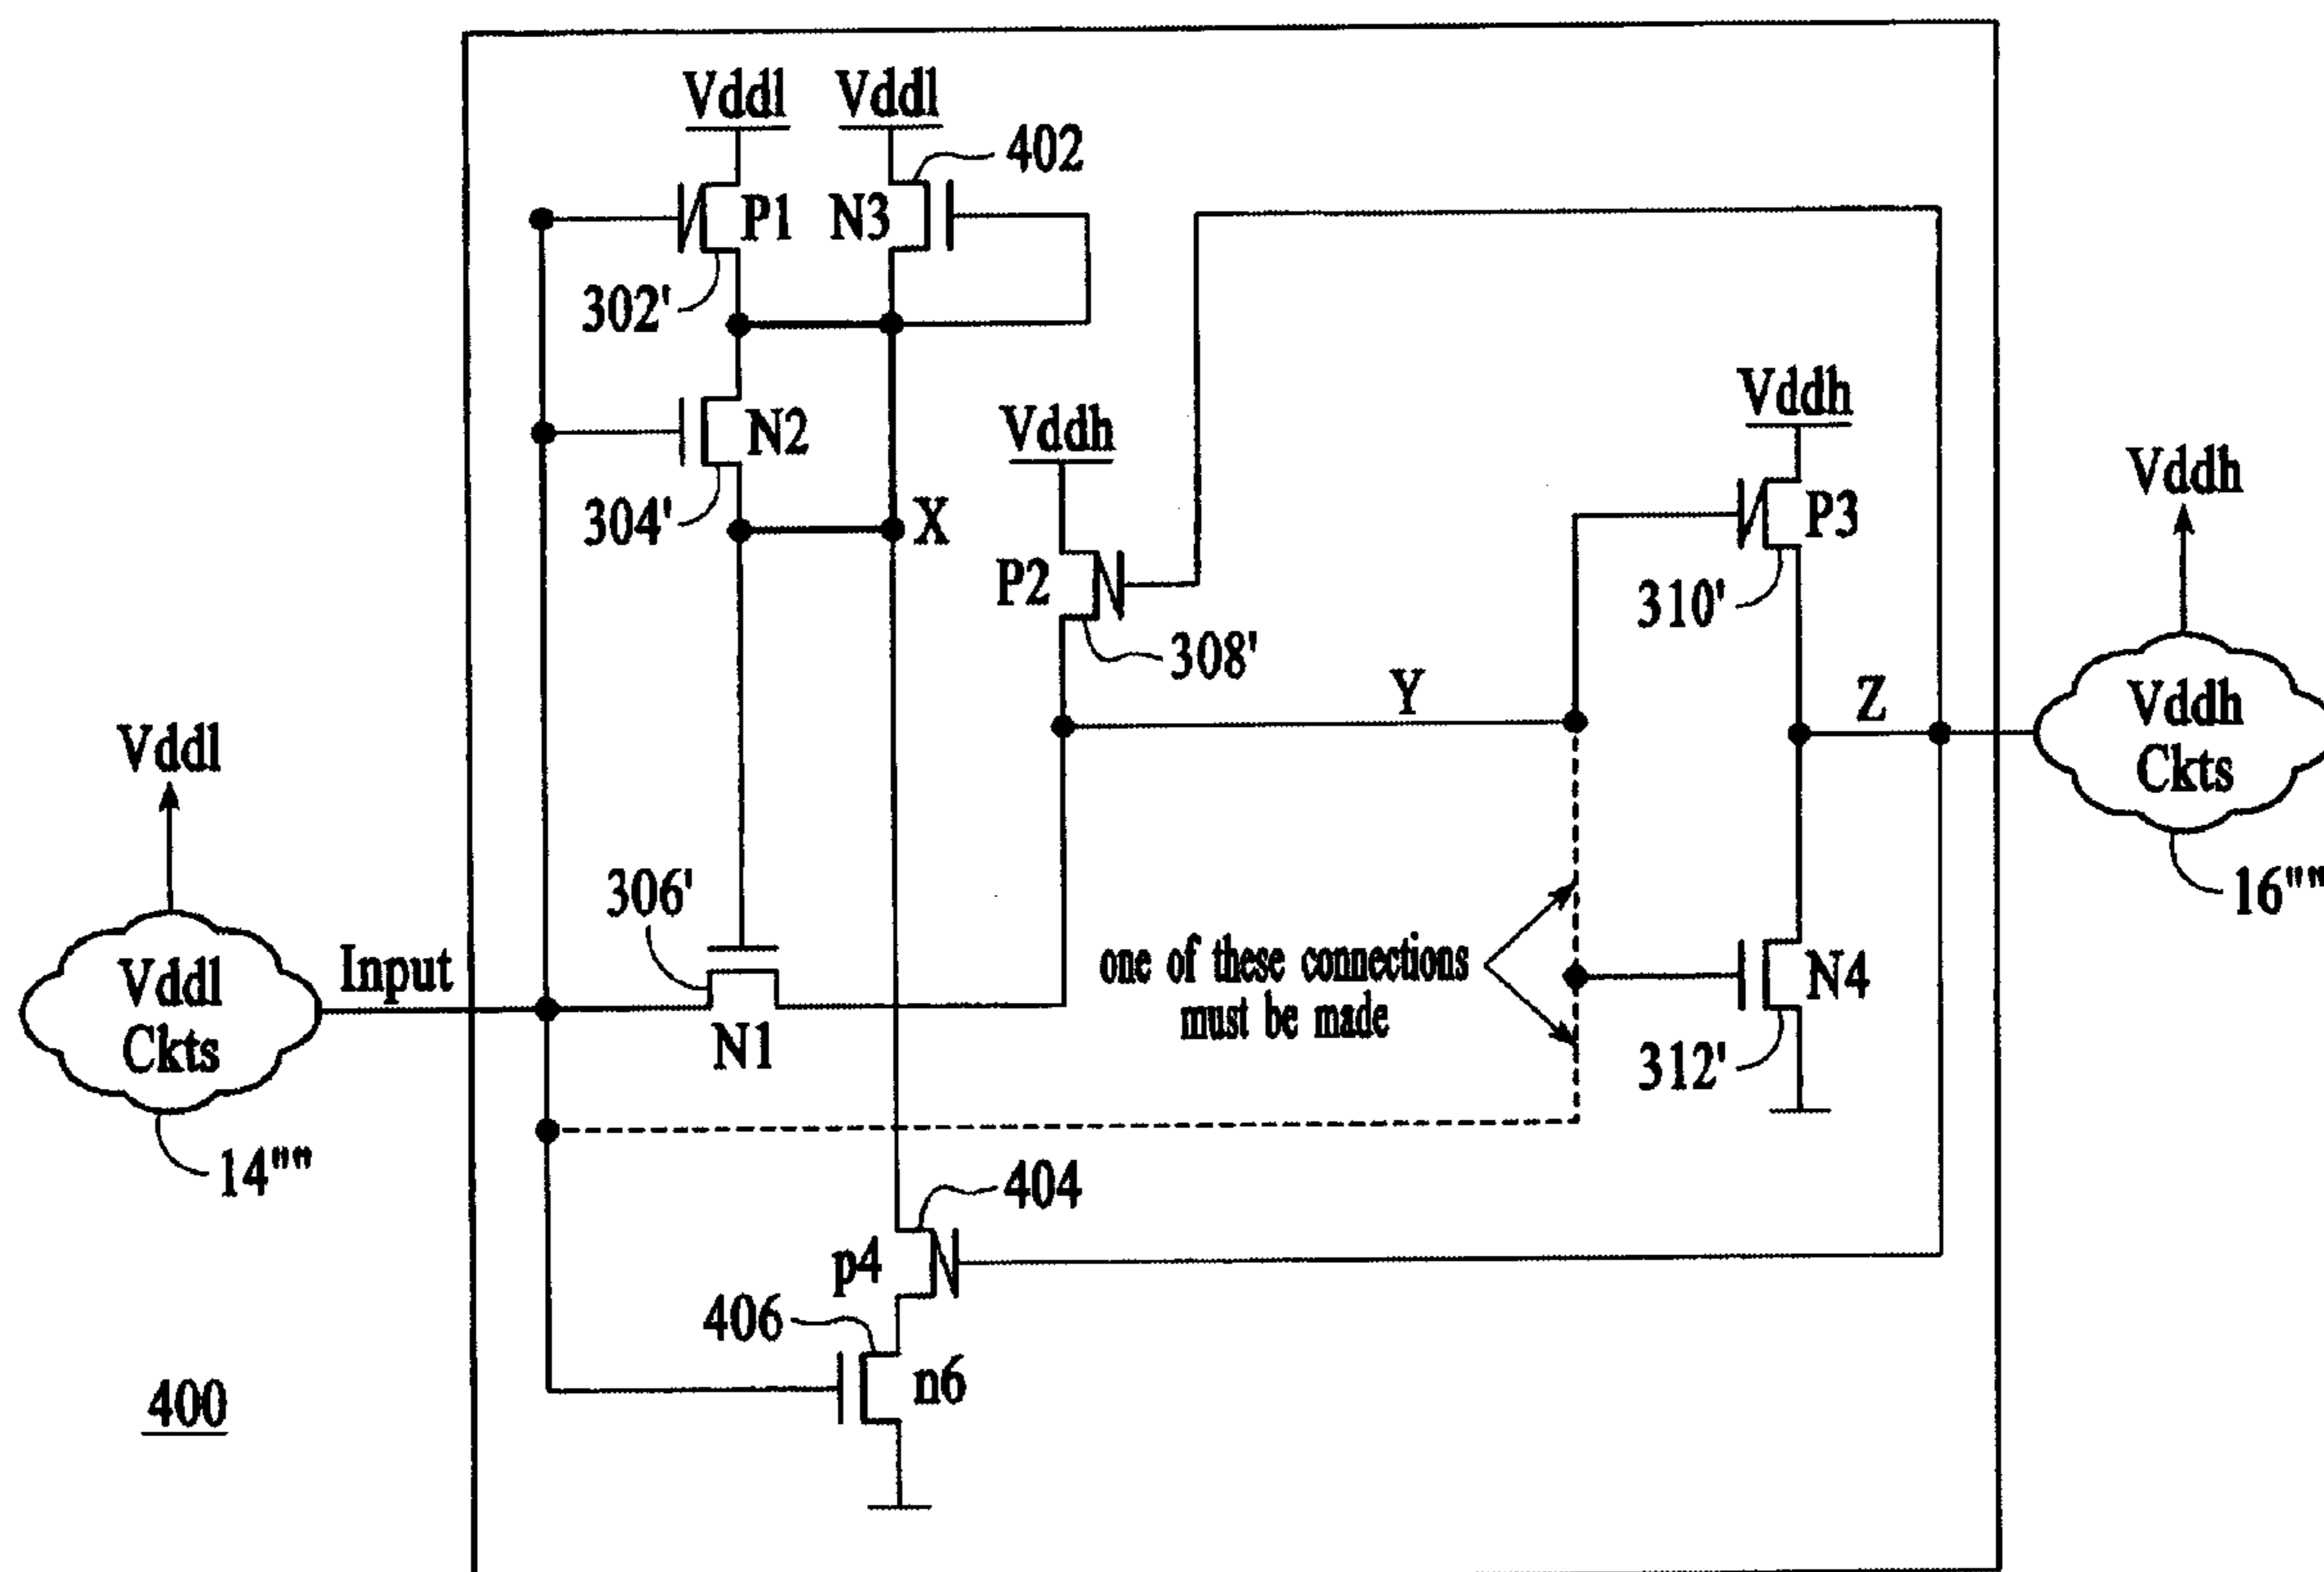 Vddl
Vddl
402
P1
N3
302'
N2
304'
X
Vddh
P2
308'
Vddh
P3
310'
Vddh
Y
Z
Vddh
Ckts
16""
Vddl
Vddl
Ckts
14""
Input
306'
N1
one of these connections
must be made
N4
312'
404
p4
406
n6
400